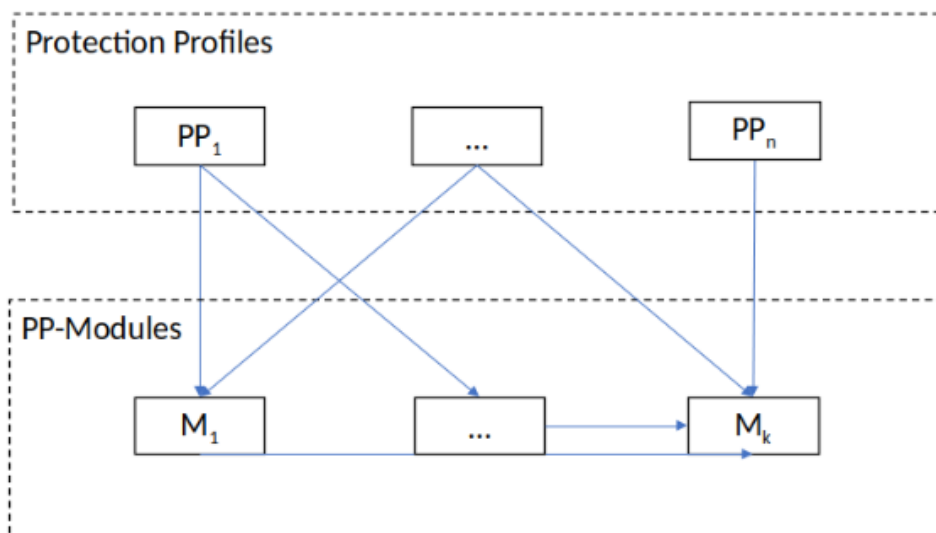 Protection Profiles
PP₁
...
PPₙ
PP-Modules
M₁
...
Mₖ